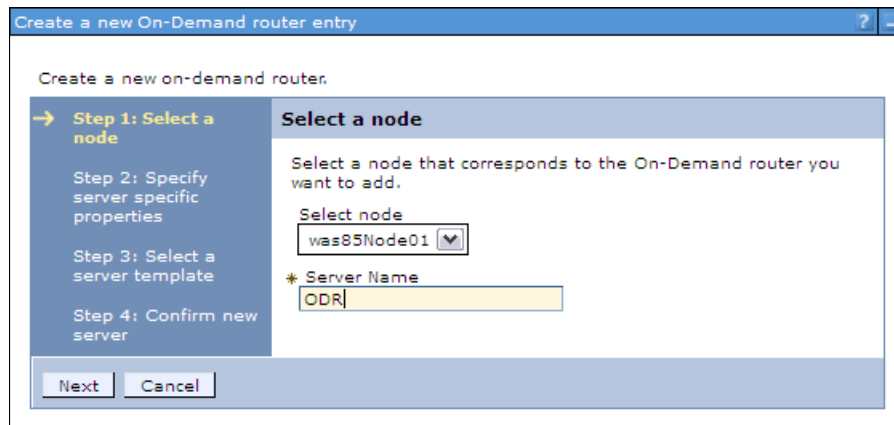 Create a new On-Demand router entry
?
Create a new on-demand router.
Step 1: Select a
node
Step 2: Specify
server specific
properties
Step 3: Select a
server template
Step 4: Confirm new
server
Select a node
Select a node that corresponds to the On-Demand router you
want to add.
Select node
was85Node01
* Server Name
ODR
Next Cancel